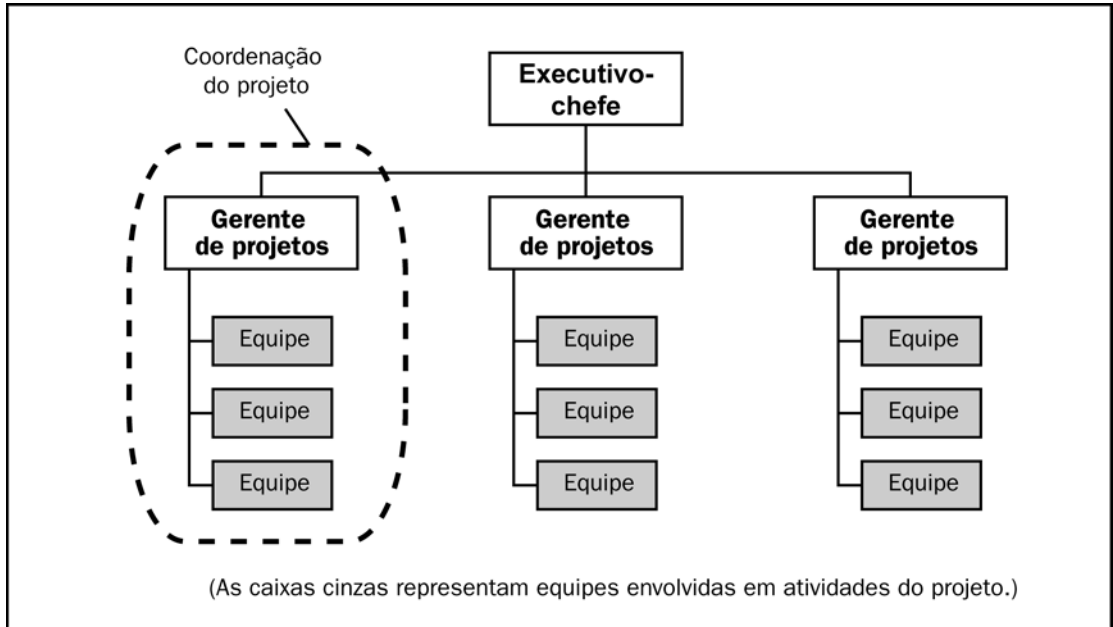 Coordenação
do projeto
Executivo-
chefe
Gerente
de projetos
Gerente
de projetos
Gerente
de projetos
Equipe
Equipe
Equipe
Equipe
Equipe
Equipe
Equipe
Equipe
Equipe
(As caixas cinzas representam equipes envolvidas em atividades do projeto.)